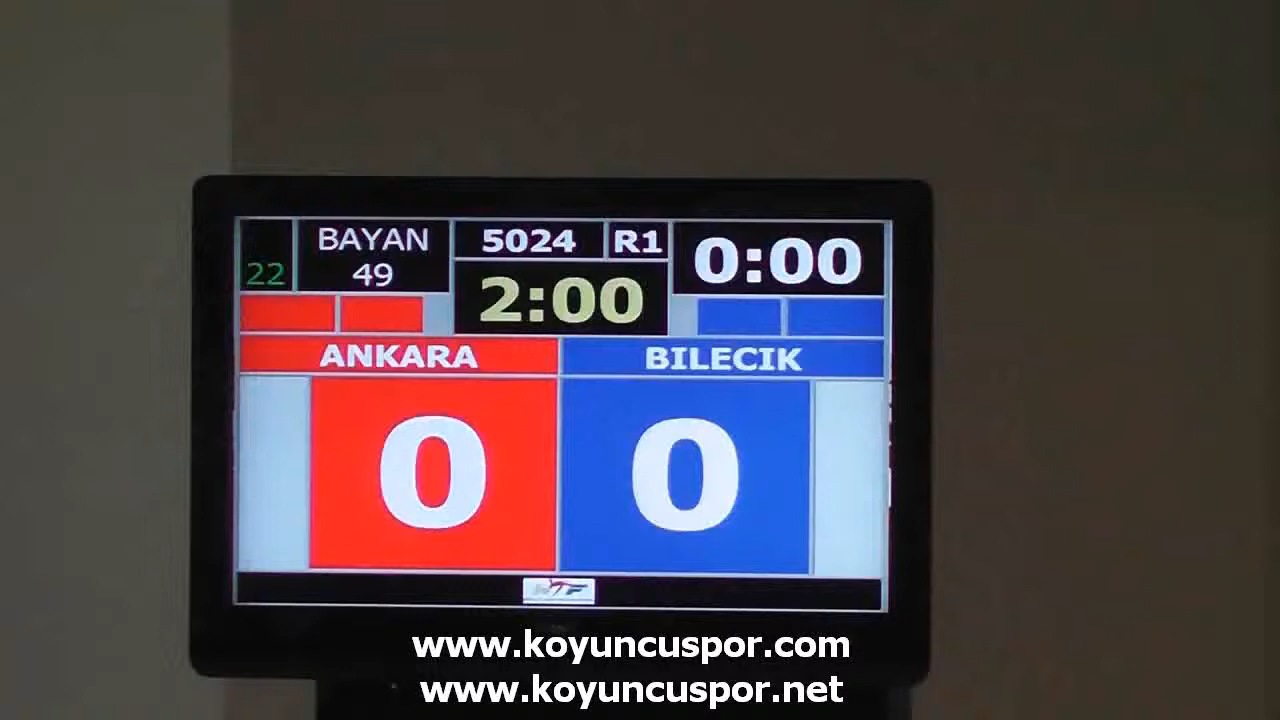 22
BAYAN
49
5024
R1
0:00
2:00
ANKARA
BILECIK
0
0
WTF
www.koyuncuspor.com
www.koyuncuspor.net